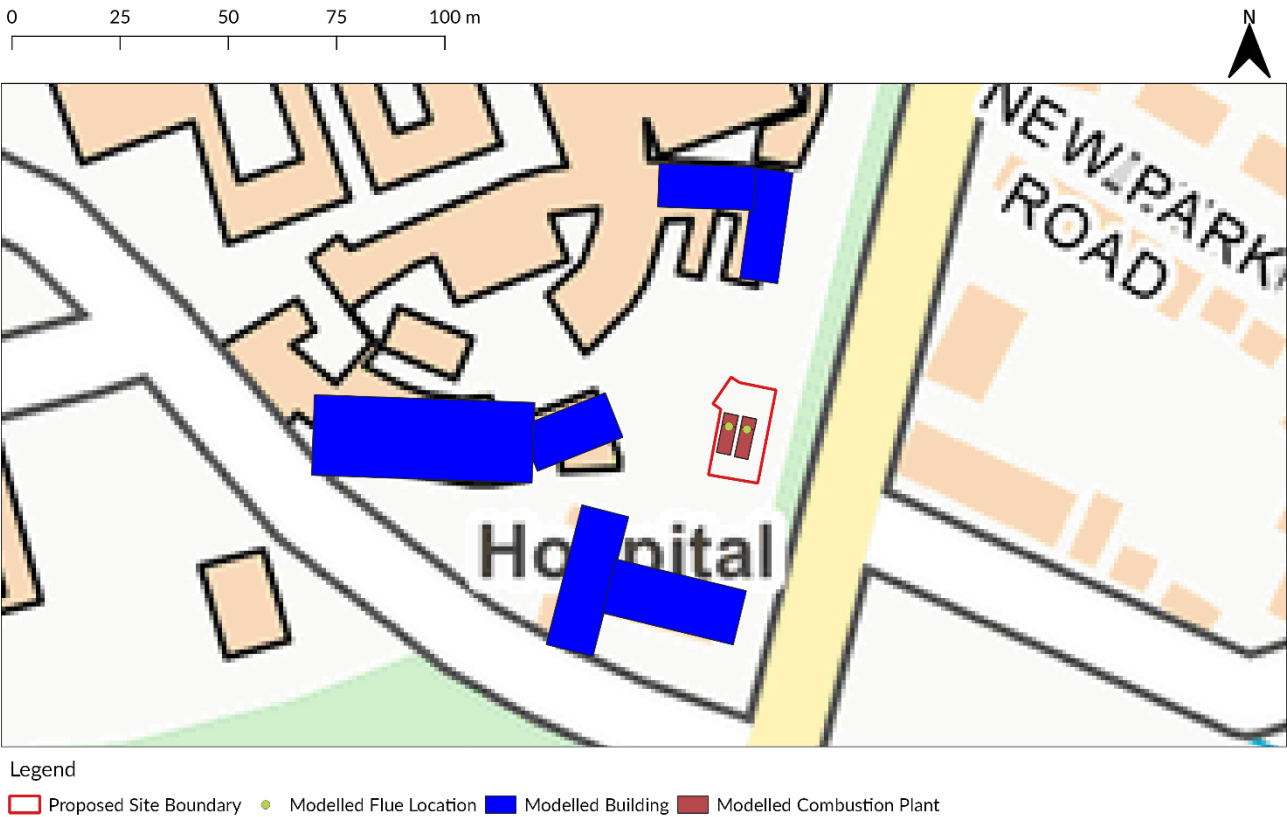 0 25 50 75 100 m
N
NEW PARK
ROAD
Hospital
Legend
Proposed Site Boundary Modelled Flue Location Modelled Building Modelled Combustion Plant